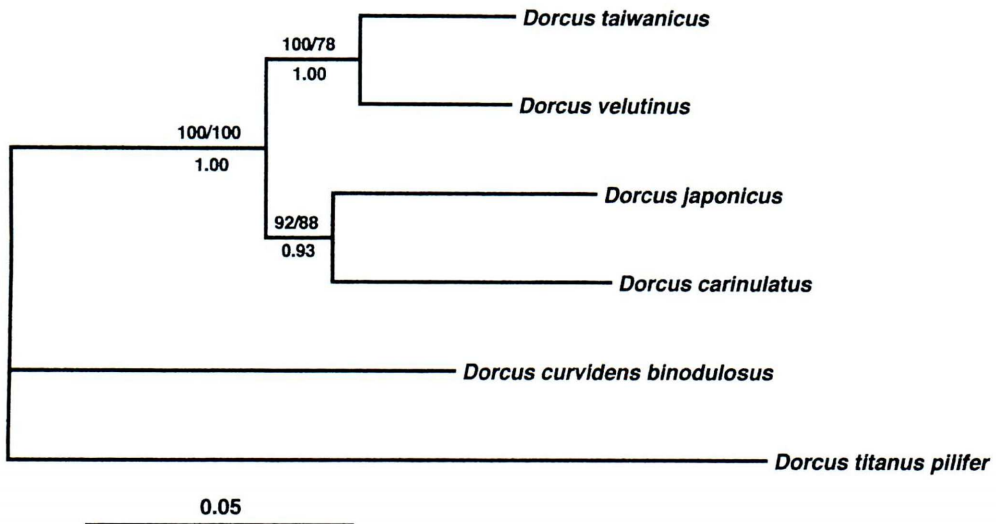 Dorcus taiwanicus
100/78
1.00
Dorcus velutinus
100/100
1.00
Dorcus japonicus
92/88
0.93
Dorcus carinulatus
Dorcus curvidens binodulosus
Dorcus titanus pilifer
0.05